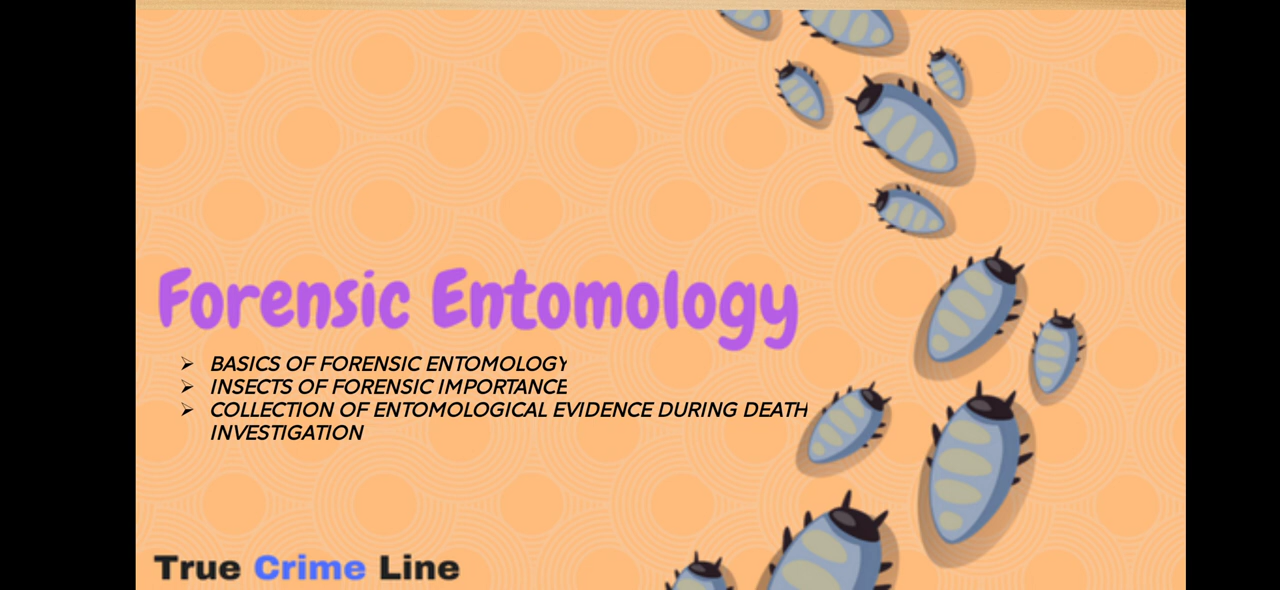 Forensic Entomology
➢ BASICS OF FORENSIC ENTOMOLOGY
➢ INSECTS OF FORENSIC IMPORTANCE
➢ COLLECTION OF ENTOMOLOGICAL EVIDENCE DURING DEATH
INVESTIGATION
True Crime Line